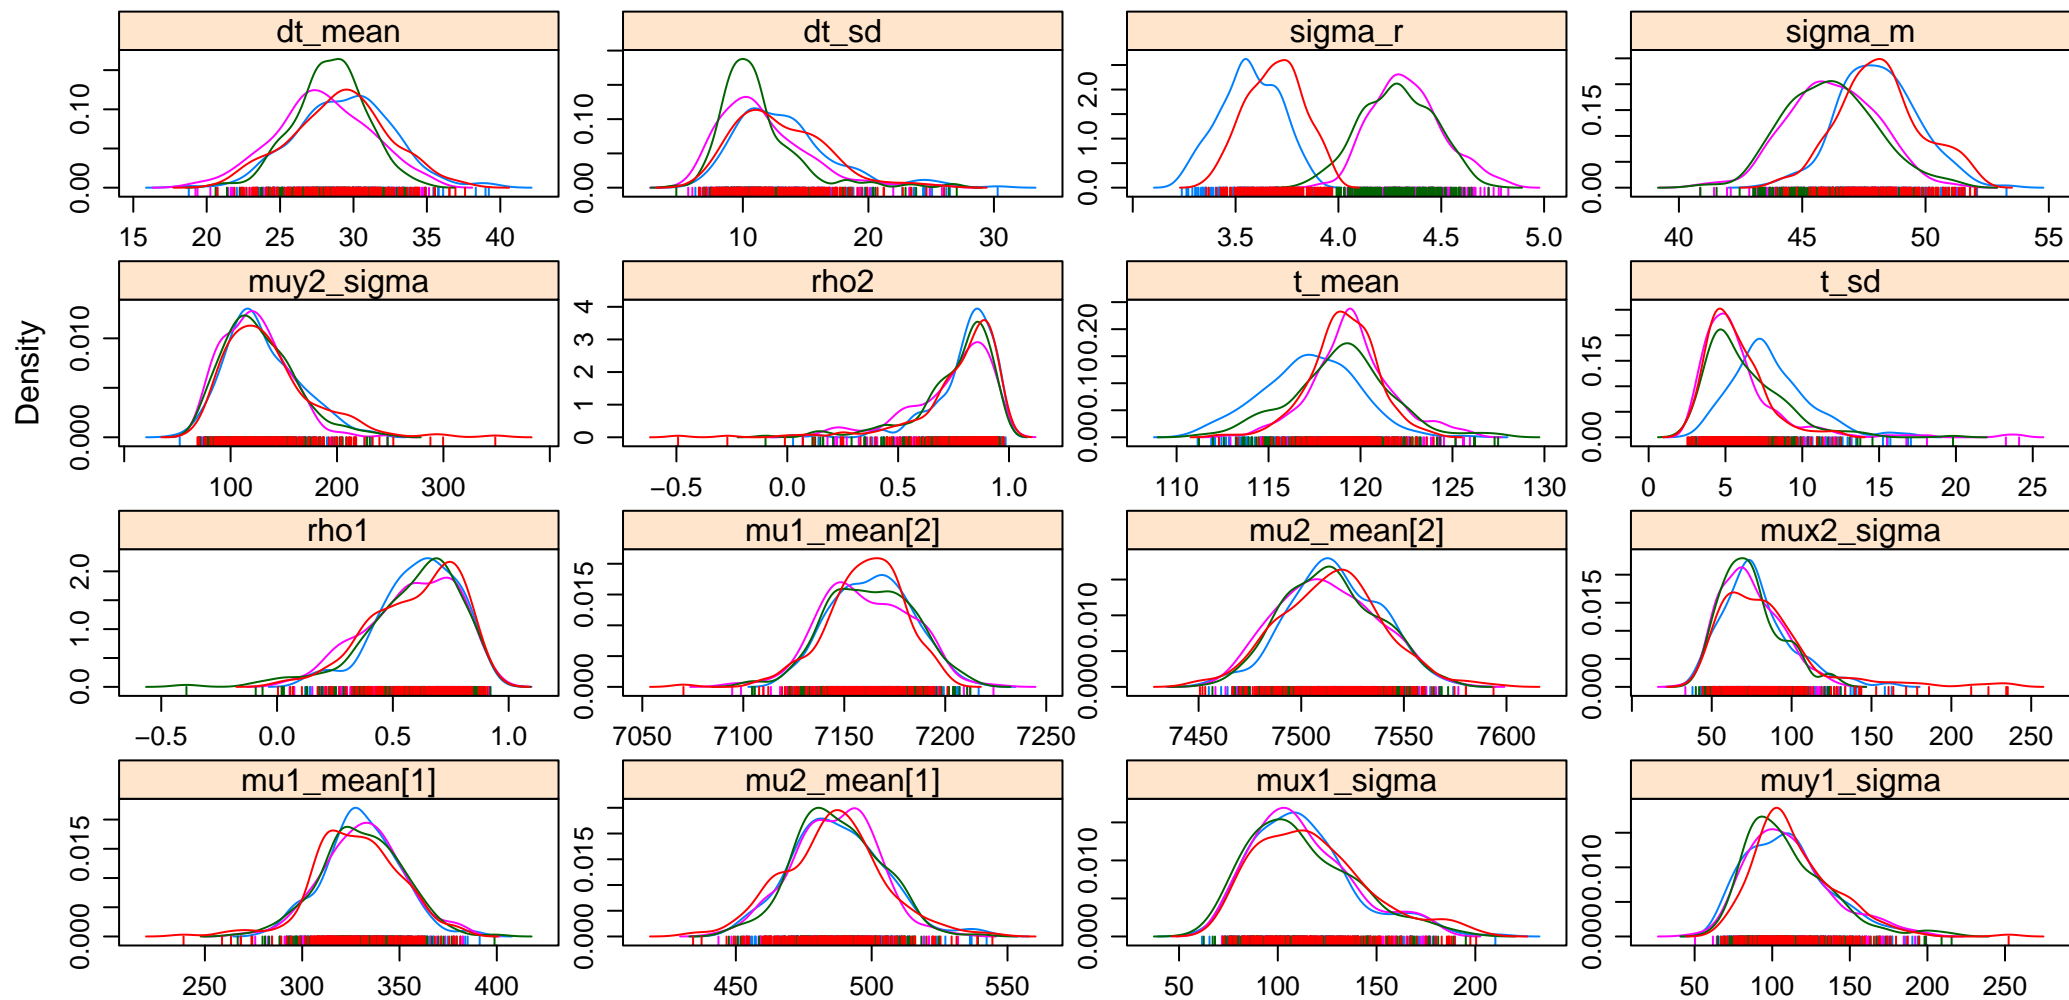 dt_mean dt_sd sigma_r sigma_m
0.00 0.10
0.00 0.10
0.0 1.0 2.0
0.00 0.15
15 20 25 30 35 40
10 20 30
3.5 4.0 4.5 5.0
40 45 50 55
muy2_sigma rho2 t_mean t_sd
0.000 0.010
0 1 2 3 4
0.00 0.10 0.20
0.00 0.15
100 200 300
−0.5 0.0 0.5 1.0
110 115 120 125 130
0 5 10 15 20 25
Density
rho1 mu1_mean[2] mu2_mean[2] mux2_sigma
0.0 1.0 2.0
0.000 0.015
0.000 0.010
0.000 0.015
−0.5 0.0 0.5 1.0
7050 7100 7150 7200 7250
7450 7500 7550 7600
50 100 150 200 250
mu1_mean[1] mu2_mean[1] mux1_sigma muy1_sigma
0.000 0.015
0.000 0.015
0.000 0.010
0.000 0.010
250 300 350 400
450 500 550
50 100 150 200
50 100 150 200 250